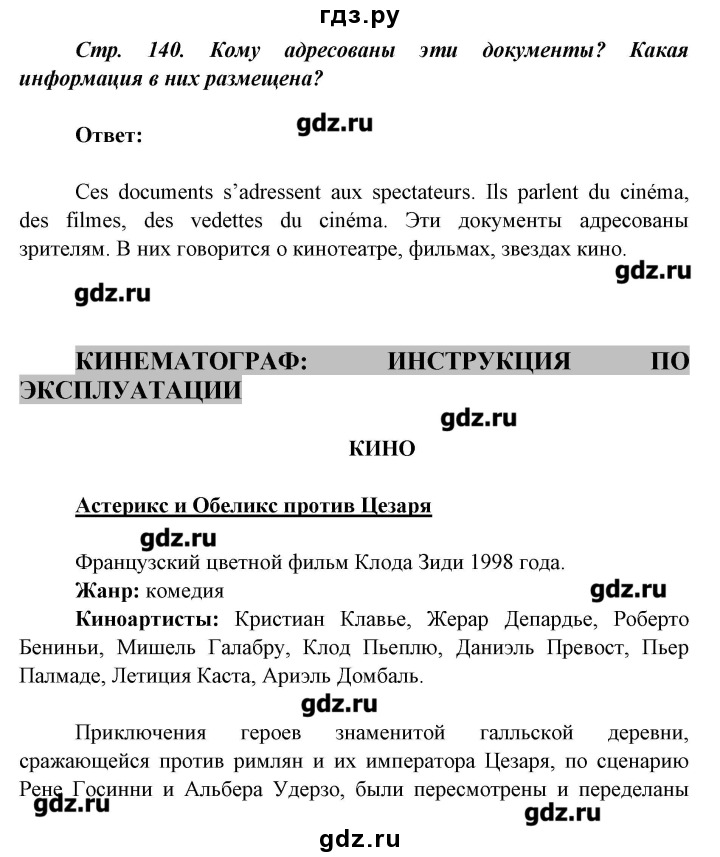 гдз.ру
Стр. 140. Кому адресованы эти документы? Какая
информация в них размещена?
gdz.ru
Ответ:
Ces documents s’adressent aux spectateurs. Ils parlent du cinéma,
des filmes, des vedettes du cinéma. Эти документы адресованы
зрителям. В них говорится о кинотеатре, фильмах, звездах кино.
gdz.ru
gdz.ru
КИНЕМАТОГРАФ: ИНСТРУКЦИЯ ПО
ЭКСПЛУАТАЦИИ
gdz.ru
КИНО
Астерикс и Обеликс против Цезаря
gdz.ru
Французский цветной фильм Клода Зиди 1998 года.
Жанр: комедия
gdz.ru
Киноартисты: Кристиан Клавье, Жерар Депардье, Роберто
Бениньи, Мишель Галабру, Клод Пьеплю, Даниэль Превост, Пьер
Палмаде, Летиция Каста, Ариэль Домбаль.
gdz.ru
Приключения героев знаменитой галльской деревни,
сражающейся против римлян и их императора Цезаря, по сценарию
Рене Госинни и Альбера Удерзо, были пересмотрены и переделаны
gdz.ru
gdz.ru
gdz.ru